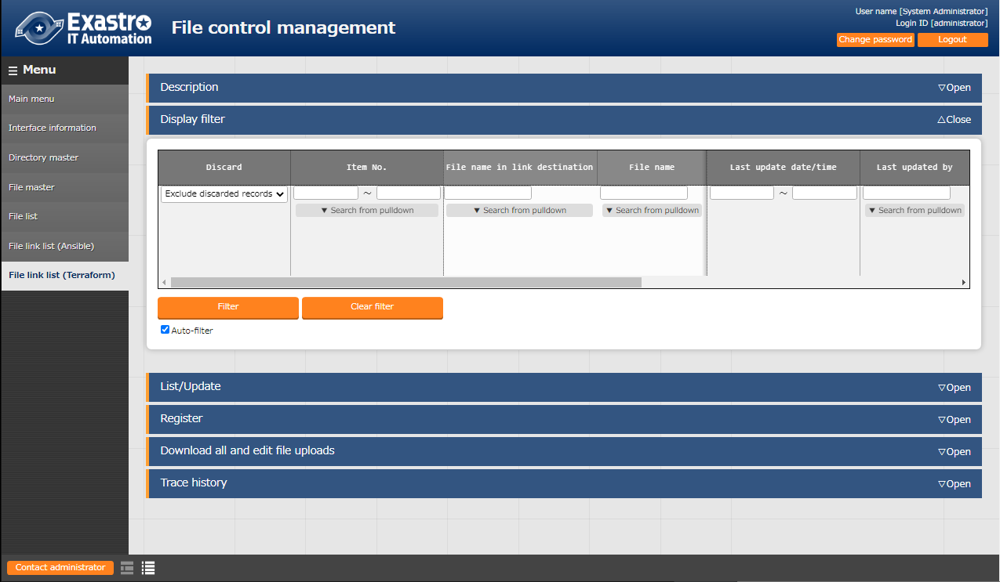 Exastro
IT Automation
File control management
User name [System Administrator]
Login ID [administrator]
Change password
Logout
☰ Menu
Main menu
Interface information
Directory master
File master
File list
File link list (Ansible)
File link list (Terraform)
Description
▽Open
Display filter
△Close
Discard
Item No.
File name in link destination
File name
Last update date/time
Last updated by
Exclude discarded records
~
~
▼ Search from pulldown
▼ Search from pulldown
▼ Search from pulldown
▼ Search from pulldown
Filter
Clear filter
Auto-filter
List/Update
▽Open
Register
▽Open
Download all and edit file uploads
▽Open
Trace history
▽Open
Contact administrator